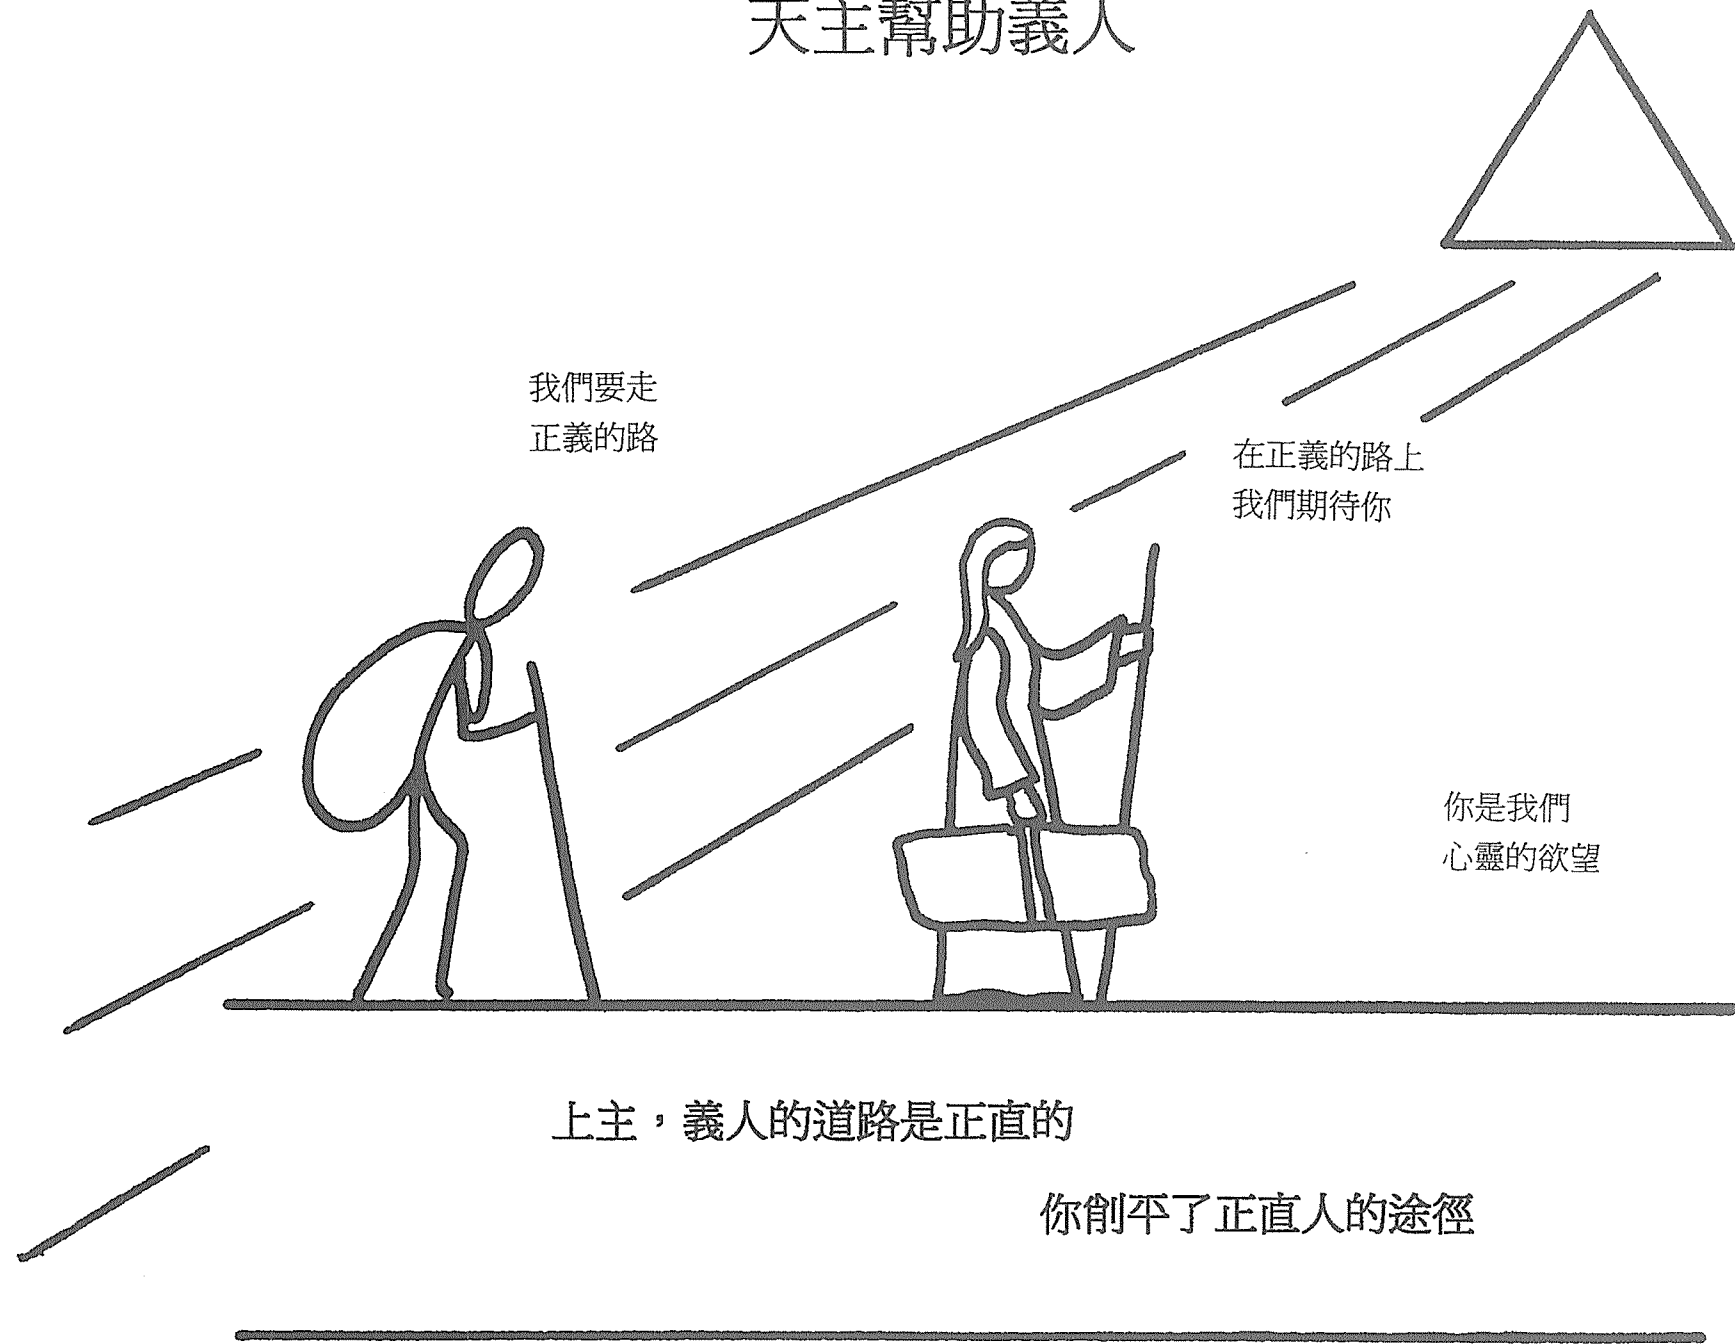 天主幫助義人
我們要走
正義的路
在正義的路上
我們期待你
你是我們
心靈的欲望
上主，義人的道路是正直的
你削平了正直人的途徑